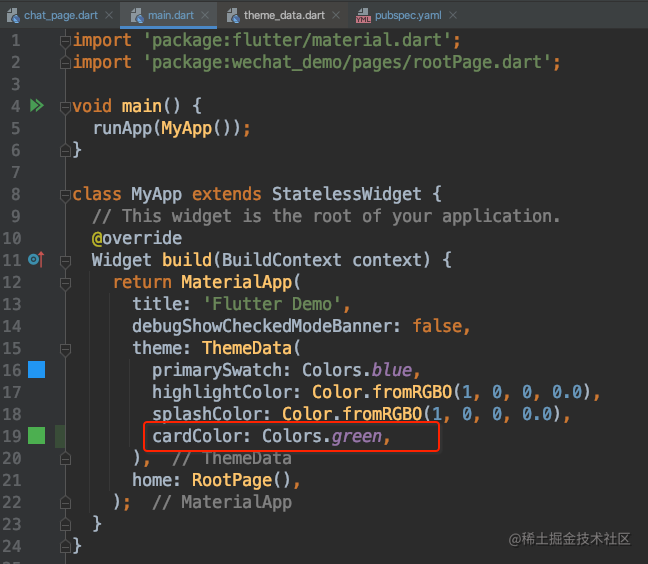 chat_page.dart main.dart theme_data.dart pubspec.yaml
1 import 'package:flutter/material.dart';
2 import 'package:wechat_demo/pages/rootPage.dart';
3
4 void main() {
5 runApp(MyApp());
6 }
7
8 class MyApp extends StatelessWidget {
9 // This widget is the root of your application.
10 @override
11 Widget build(BuildContext context) {
12 return MaterialApp(
13 title: 'Flutter Demo',
14 debugShowCheckedModeBanner: false,
15 theme: ThemeData(
16 primarySwatch: Colors.blue,
17 highlightColor: Color.fromRGBO(1, 0, 0, 0.0),
18 splashColor: Color.fromRGBO(1, 0, 0, 0.0),
19 cardColor: Colors.green,
20 ), // ThemeData
21 home: RootPage(),
22 ); // MaterialApp
23 }
24 }
@稀土掘金技术社区